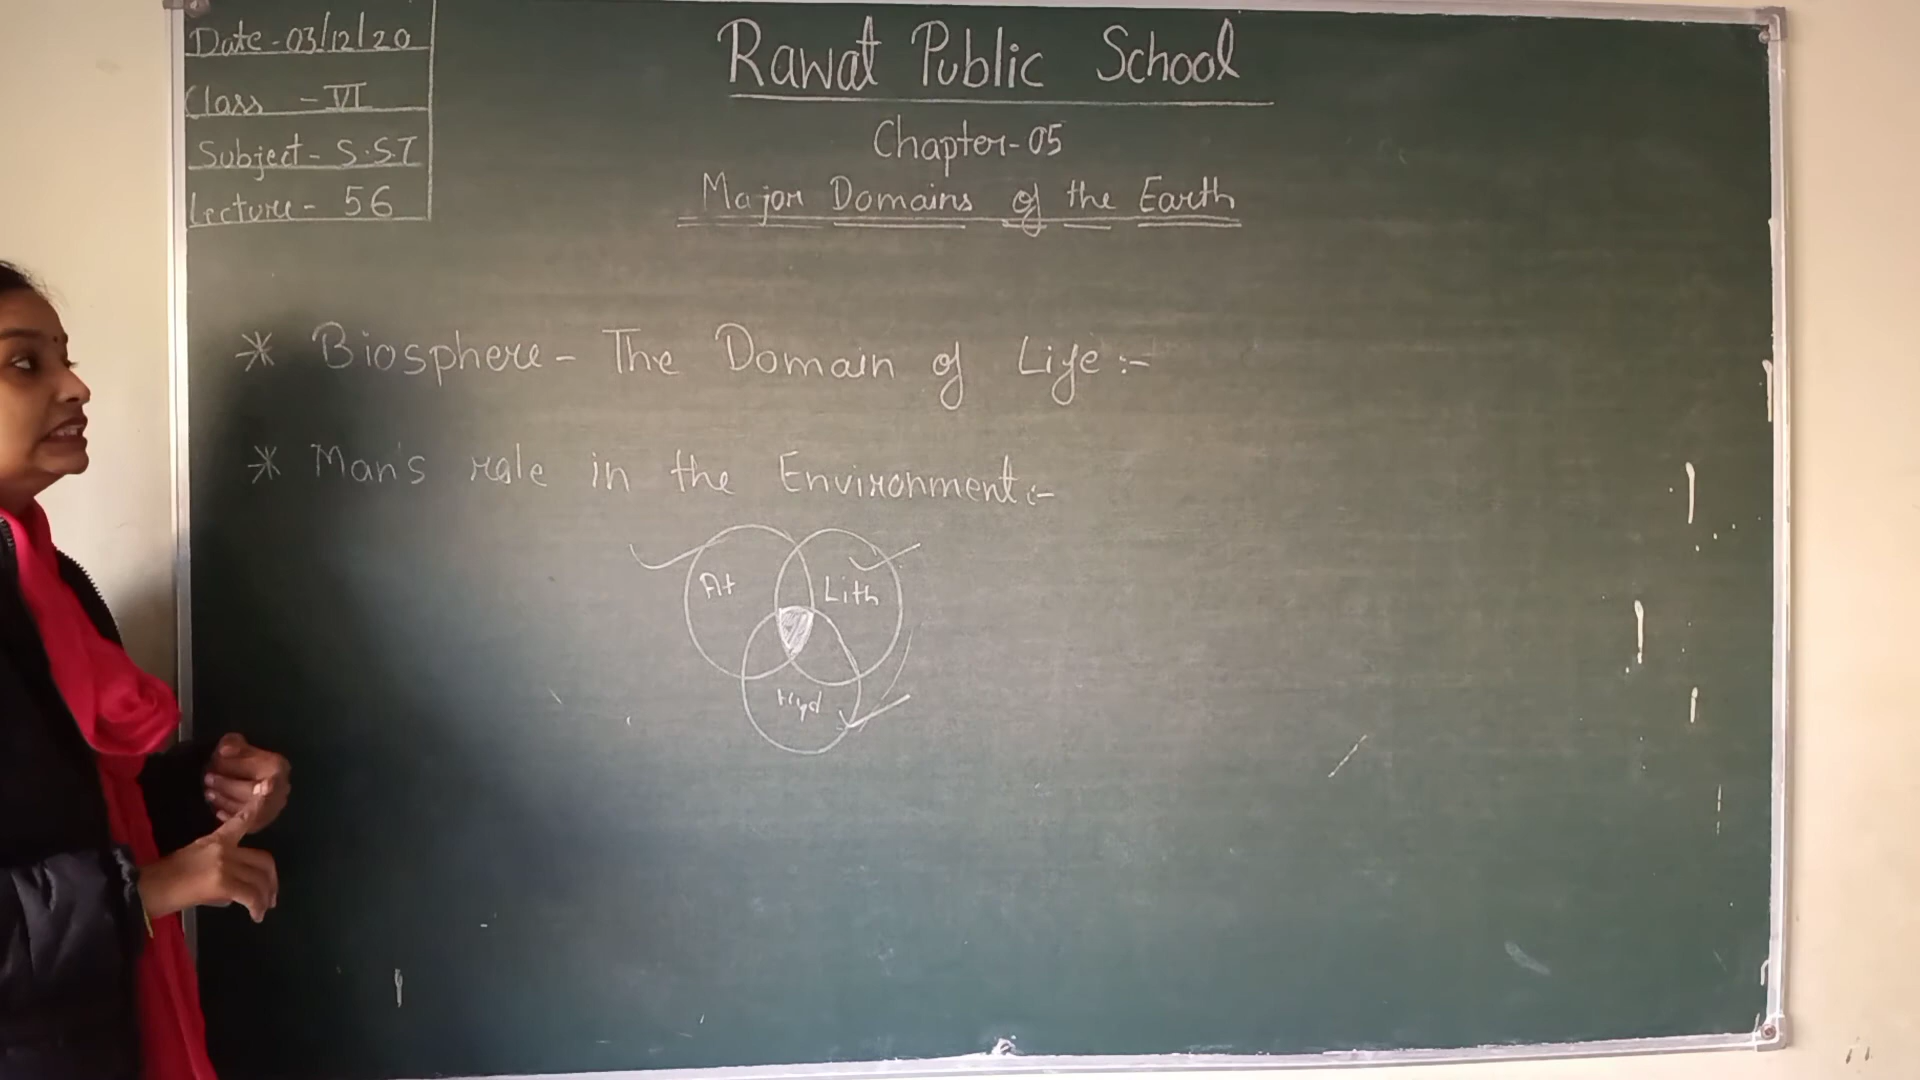 Date-03/12/20
Class -VI
Subject- S.ST
Lecture- 56
Rawat Public School
Chapter-05
Major Domains of the Earth
* Biosphere- The Domain of Life:-
* Man's role in the Environment:-
At
Lith
Hyd